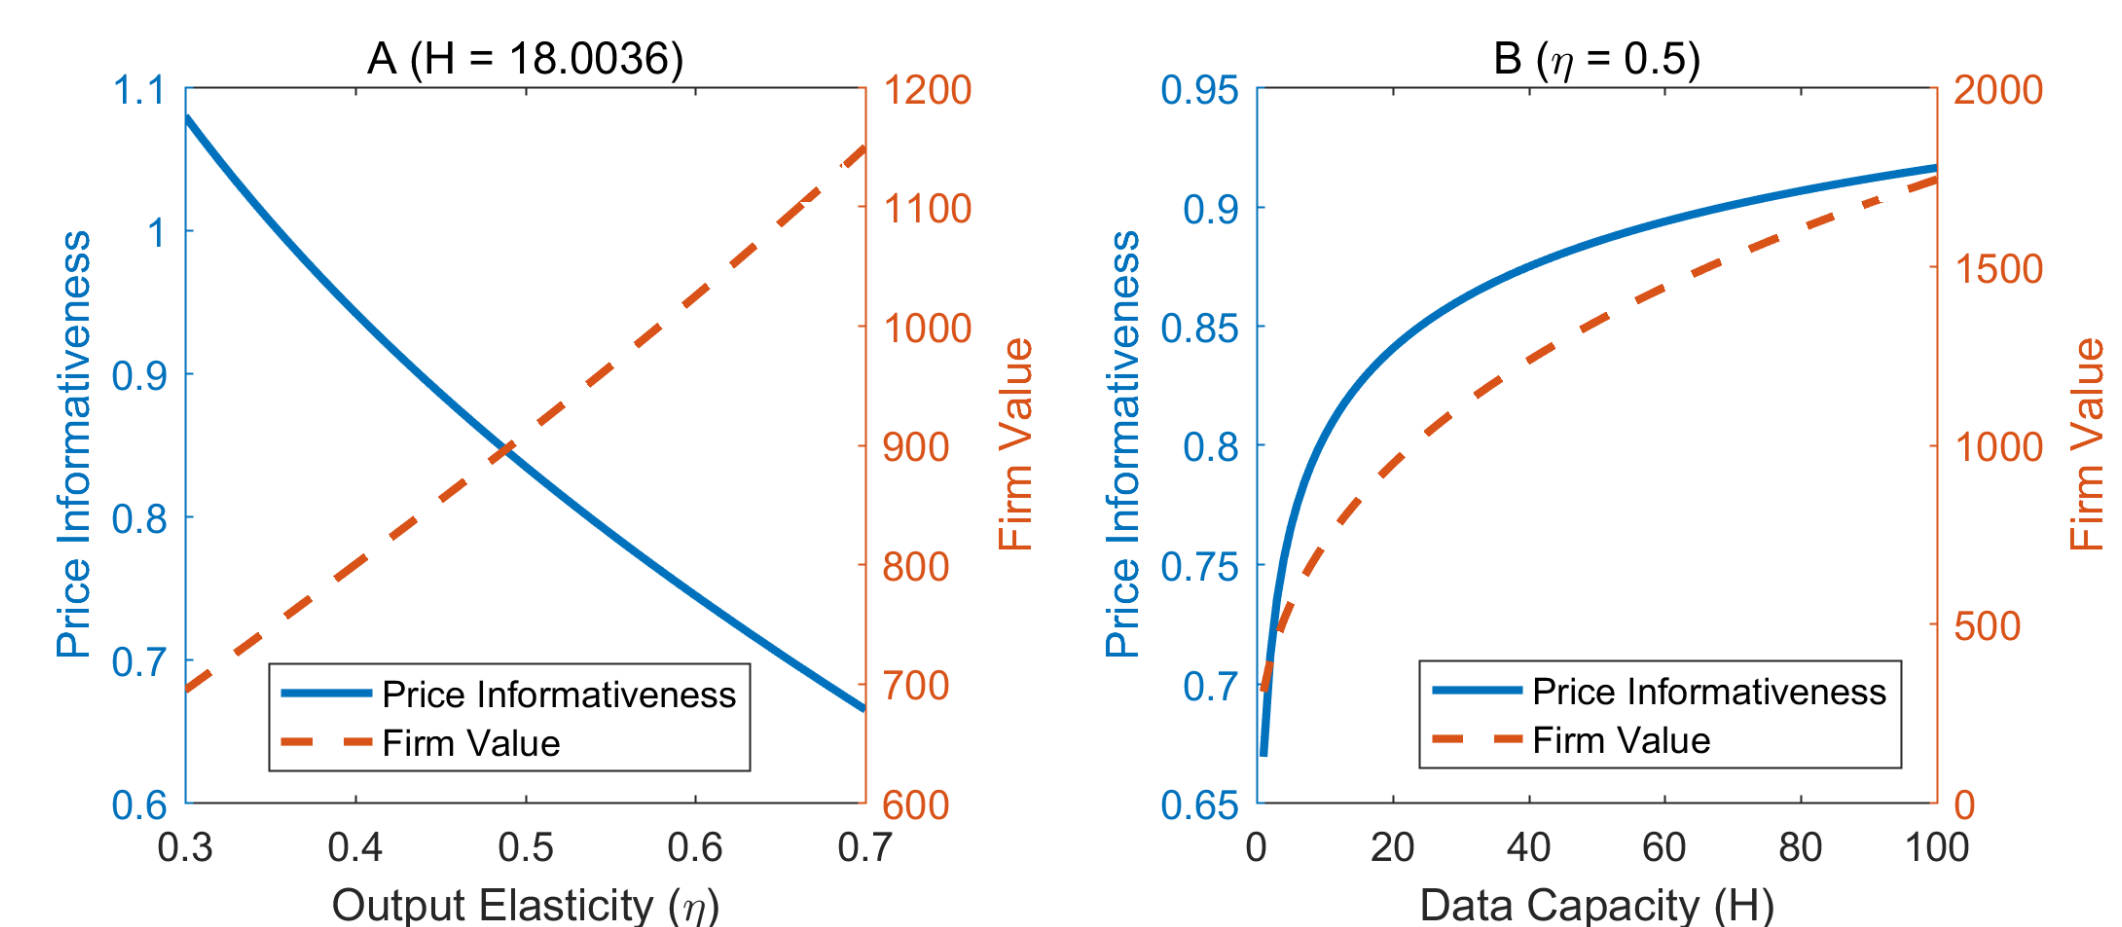 A (H = 18.0036)
1.1
1
0.9
0.8
0.7
0.6
Price Informativeness
1200
1100
1000
900
800
700
600
Firm Value
Price Informativeness
Firm Value
0.3 0.4 0.5 0.6 0.7
Output Elasticity (η)
B (η = 0.5)
0.95
0.9
0.85
0.8
0.75
0.7
0.65
Price Informativeness
2000
1500
1000
500
0
Firm Value
Price Informativeness
Firm Value
0 20 40 60 80 100
Data Capacity (H)